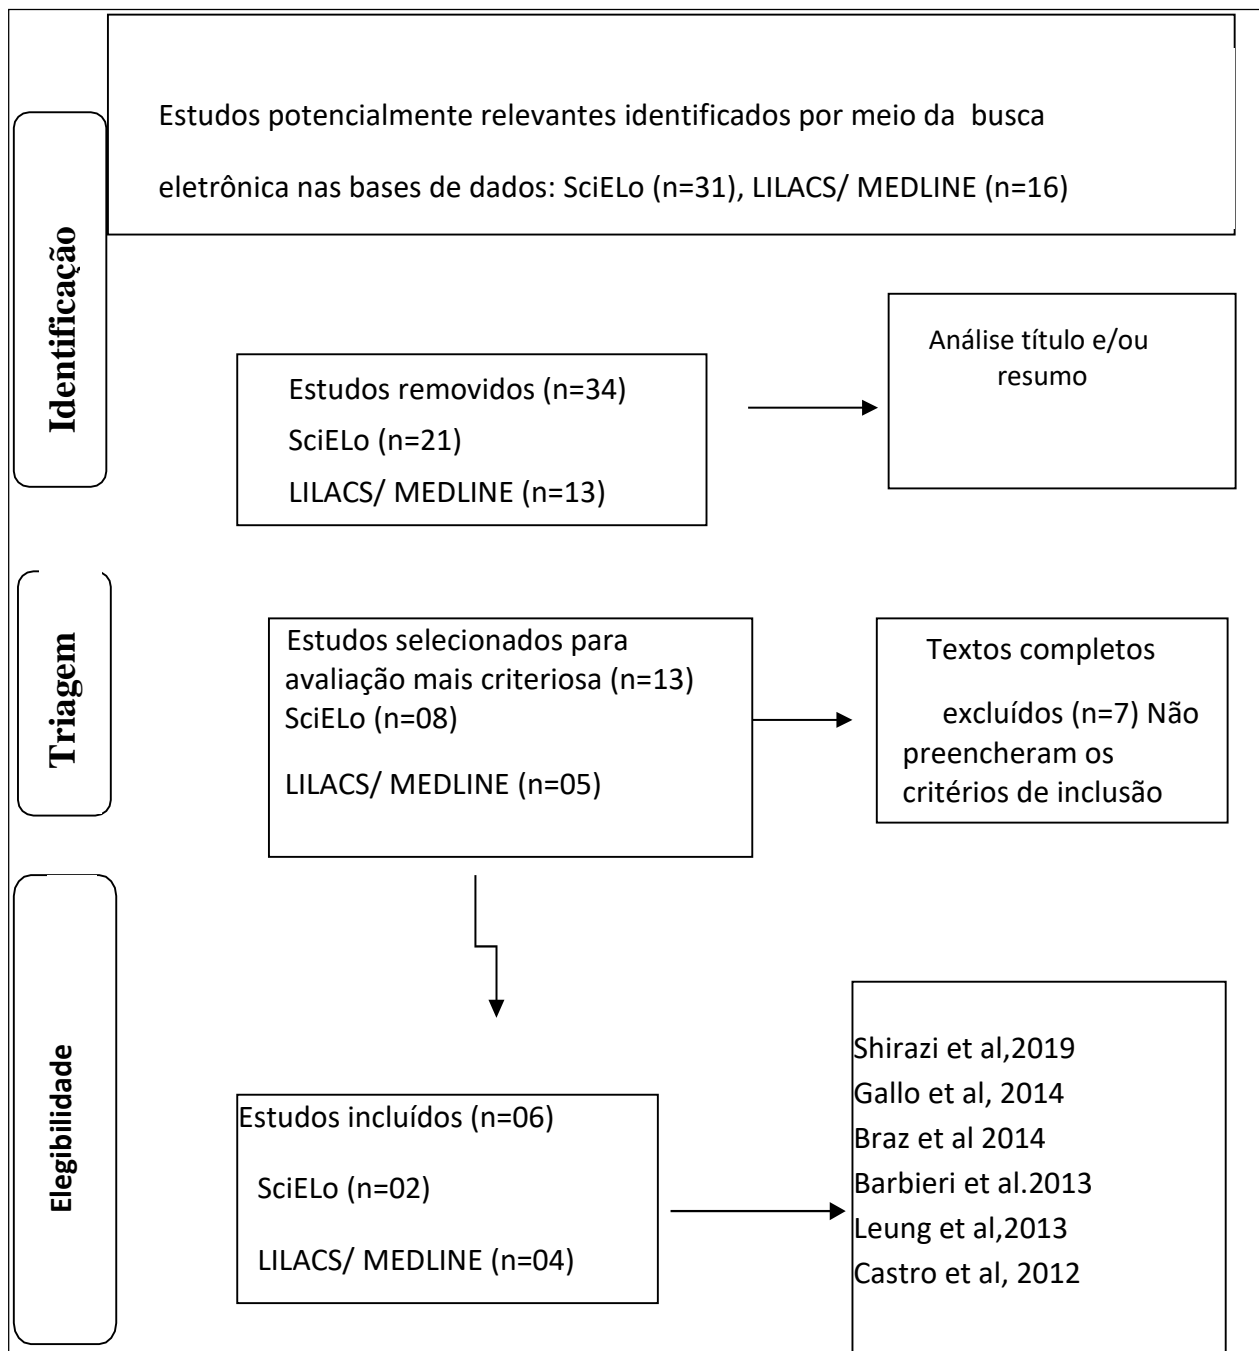 Estudos potencialmente relevantes identificados por meio da busca
eletrônica nas bases de dados: SciELo (n=31), LILACS/ MEDLINE (n=16)
Identificação
Estudos removidos (n=34)
SciELo (n=21)
LILACS/ MEDLINE (n=13)
Análise título e/ou
resumo
Triagem
Estudos selecionados para
avaliação mais criteriosa (n=13)
SciELo (n=08)
LILACS/ MEDLINE (n=05)
Textos completos
excluídos (n=7) Não
preencheram os
critérios de inclusão
Elegibilidade
Estudos incluídos (n=06)
SciELo (n=02)
LILACS/ MEDLINE (n=04)
Shirazi et al,2019
Gallo et al, 2014
Braz et al 2014
Barbieri et al.2013
Leung et al,2013
Castro et al, 2012